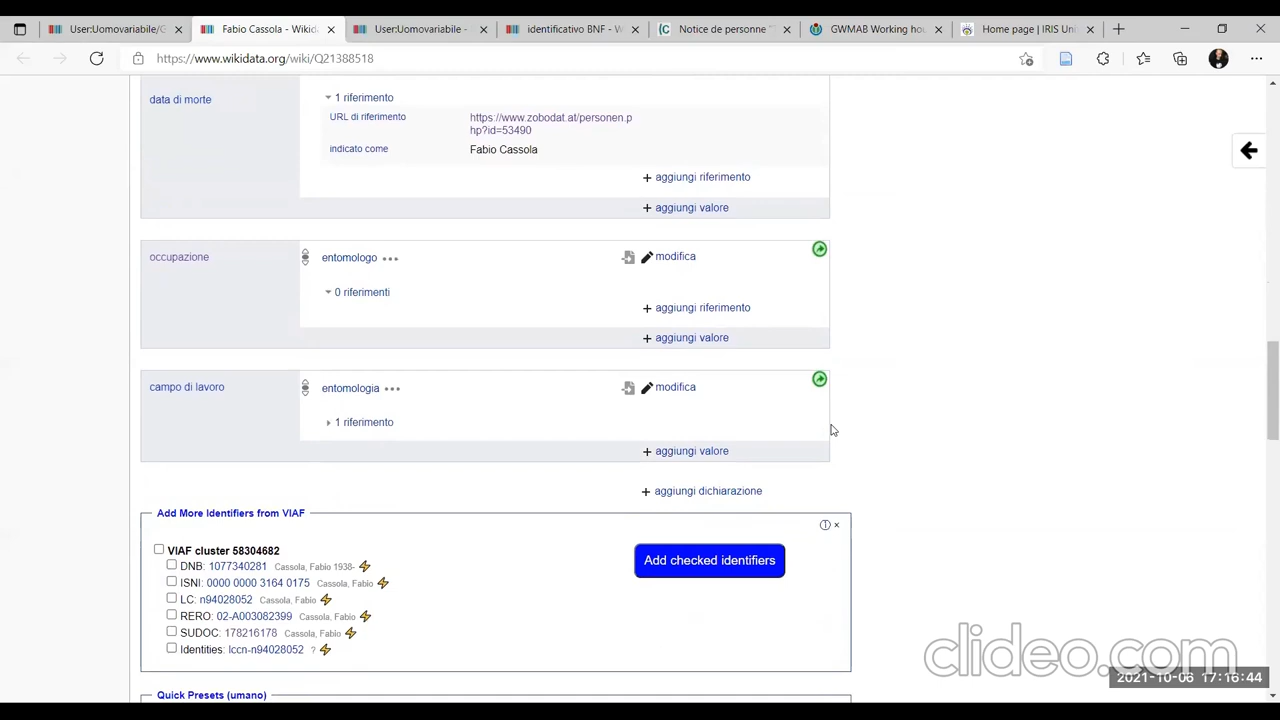 User:Uomovariabile/G
Fabio Cassola - Wikida
User:Uomovariabile -
identificativo BNF - W
Notice de personne "T
GWMAB Working hou
Home page | IRIS Uni
https://www.wikidata.org/wiki/Q21388518
data di morte
1 riferimento
URL di riferimento
https://www.zobodat.at/personen.p
hp?id=53490
indicato come
Fabio Cassola
+ aggiungi riferimento
+ aggiungi valore
occupazione
entomologo
modifica
0 riferimenti
+ aggiungi riferimento
+ aggiungi valore
campo di lavoro
entomologia
modifica
1 riferimento
+ aggiungi valore
+ aggiungi dichiarazione
Add More Identifiers from VIAF
VIAF cluster 58304682
Add checked identifiers
DNB: 1077340281 Cassola, Fabio 1938-
ISNI: 0000 0000 3164 0175 Cassola, Fabio
LC: n94028052 Cassola, Fabio
RERO: 02-A003082399 Cassola, Fabio
SUDOC: 178216178 Cassola, Fabio
Identities: lccn-n94028052 ?
Quick Presets (umano)
clideo.com
2021-10-06 17:16:44